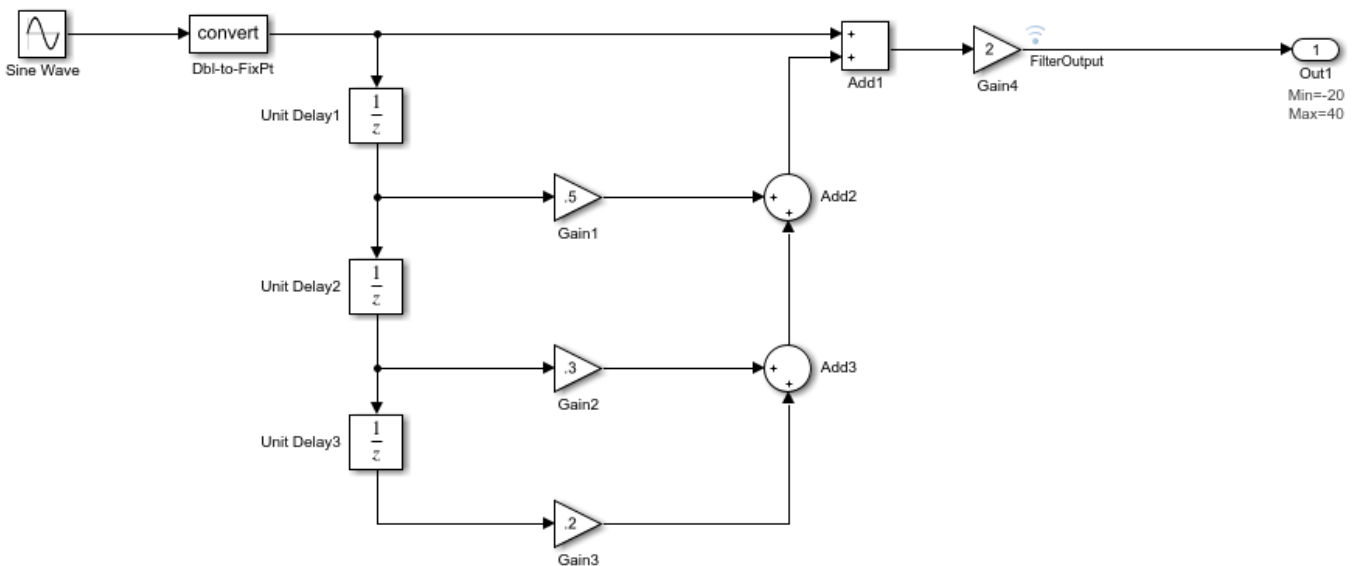 Sine Wave
convert
Dbl-to-FixPt
+
+
Add1
2
Gain4
FilterOutput
1
Out1
Min=-20
Max=40
Unit Delay1
1
z
.5
Gain1
+
+
Add2
Unit Delay2
1
z
.3
Gain2
+
+
Add3
Unit Delay3
1
z
.2
Gain3